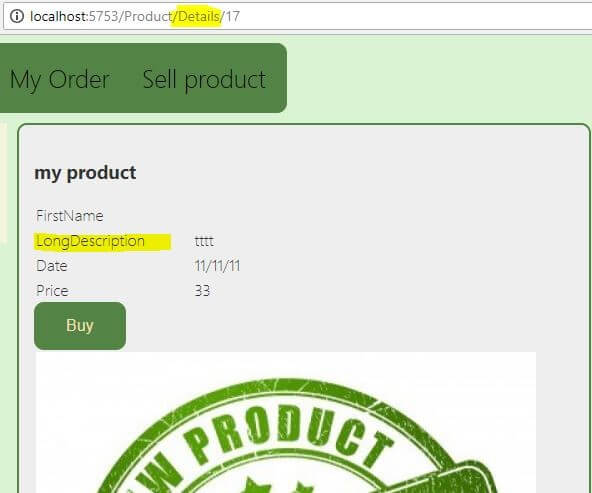 localhost:5753/Product/Details/17
My Order Sell product
my product
FirstName
LongDescription tttt
Date 11/11/11
Price 33
Buy
PRODUCT